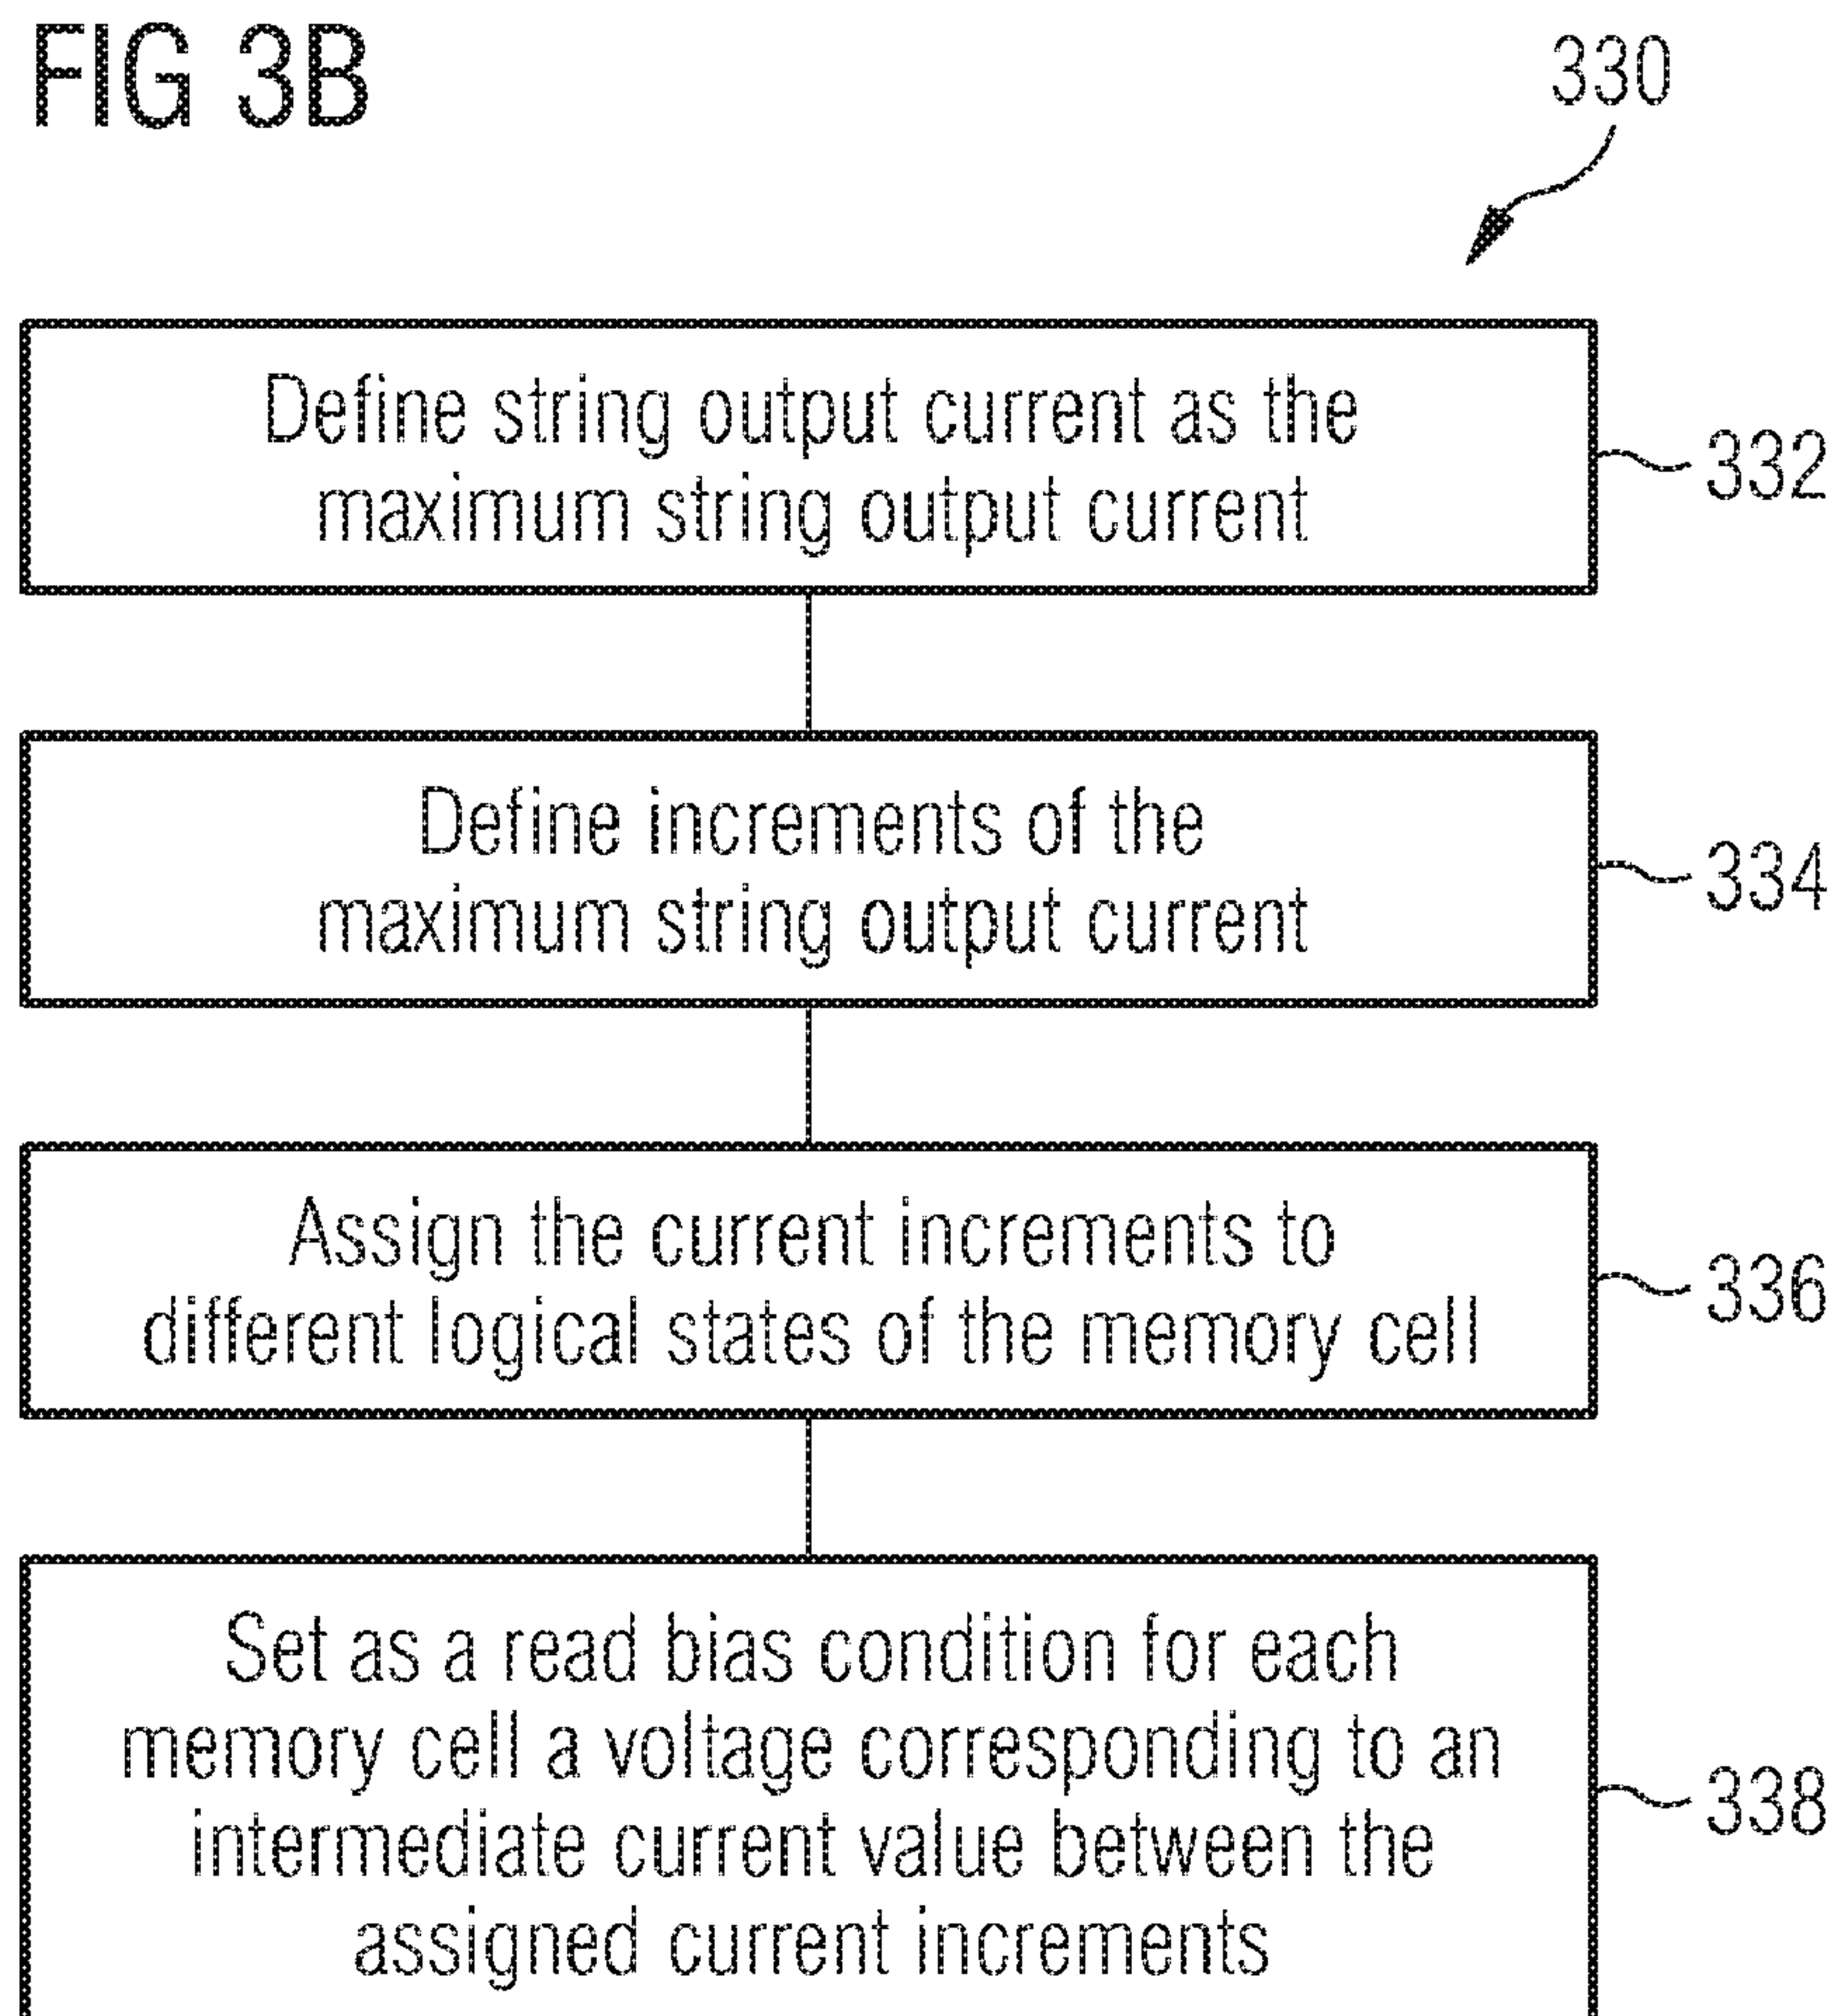 FIG 3B
330
Define string output current as the
maximum string output current
332
Define increments of the
maximum string output current
334
Assign the current increments to
different logical states of the memory cell
336
Set as a read bias condition for each
memory cell a voltage corresponding to an
intermediate current value between the
assigned current increments
338